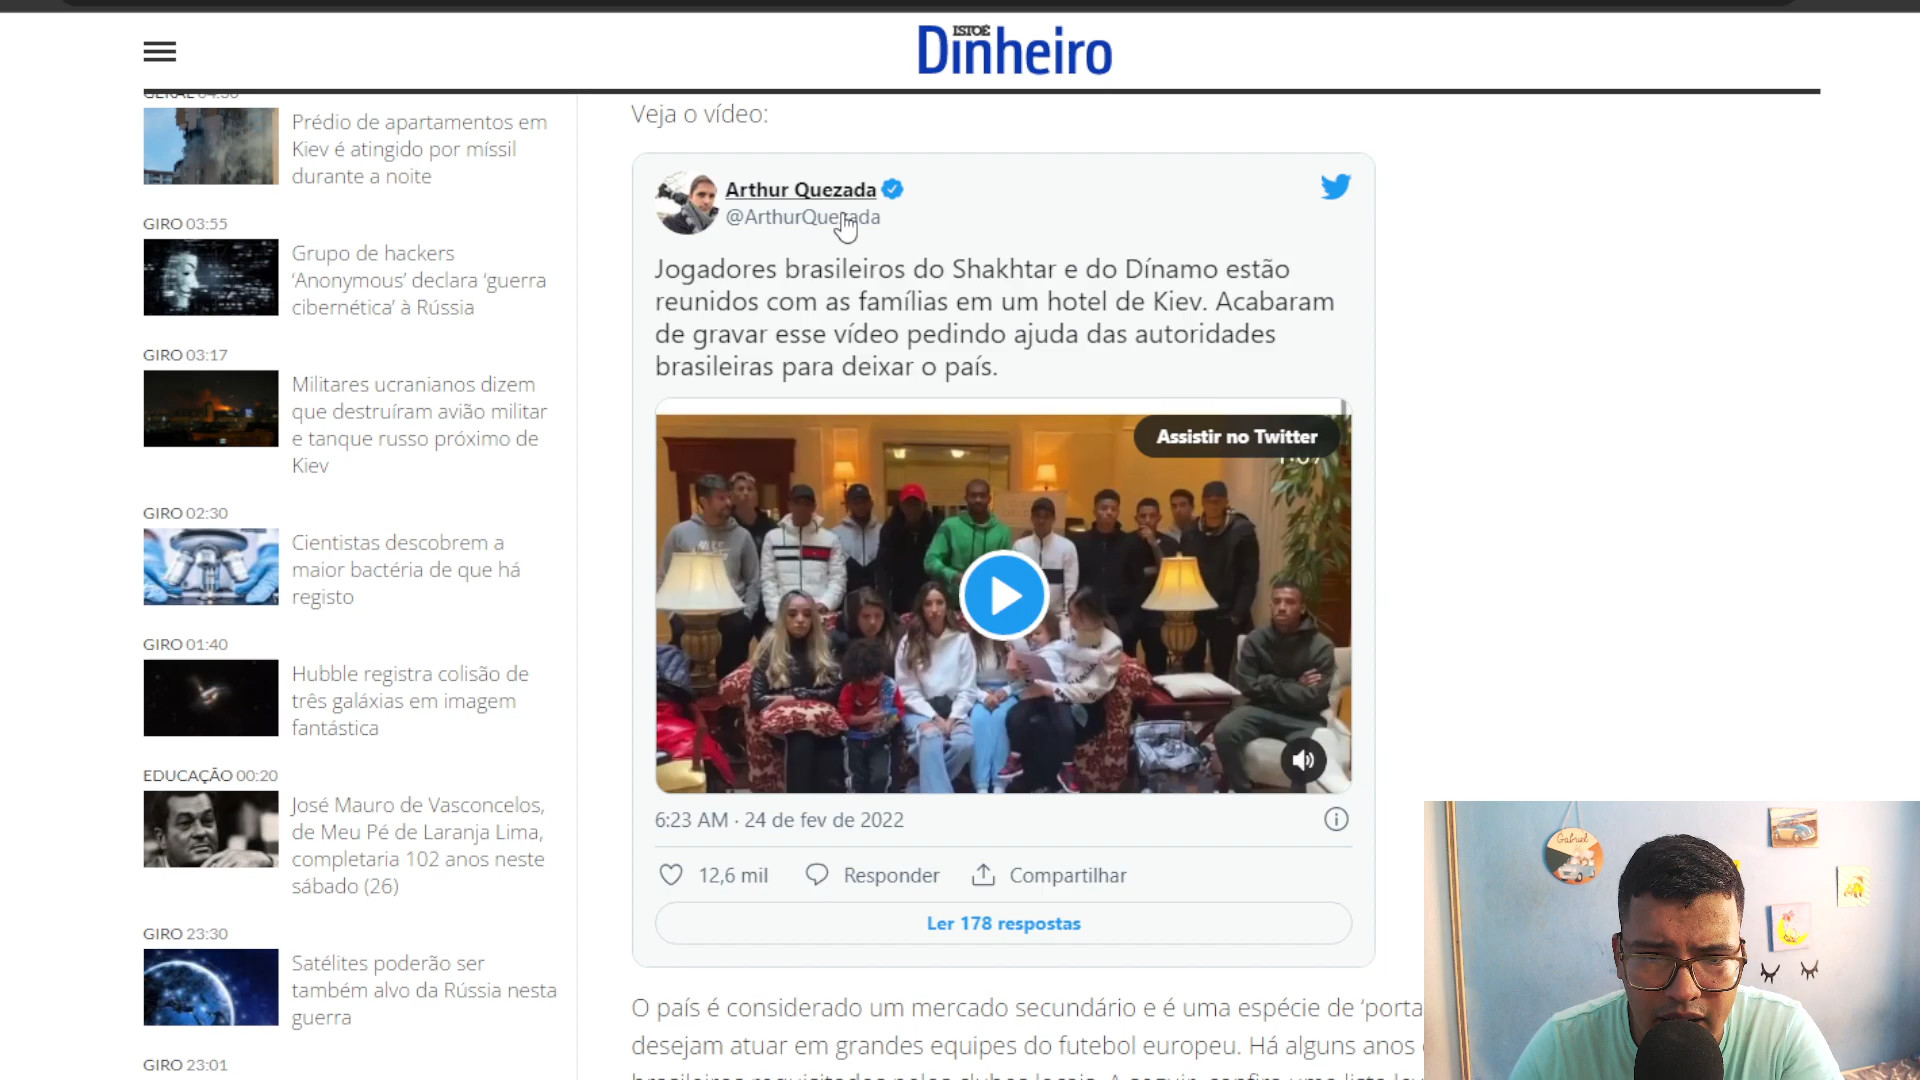 ISTOÉ
Dinheiro
GERAL 04:30
Prédio de apartamentos em
Kiev é atingido por míssil
durante a noite
GIRO 03:55
Grupo de hackers
‘Anonymous’ declara ‘guerra
cibernética’ à Rússia
GIRO 03:17
Militares ucranianos dizem
que destruíram avião militar
e tanque russo próximo de
Kiev
GIRO 02:30
Cientistas descobrem a
maior bactéria de que há
registo
GIRO 01:40
Hubble registra colisão de
três galáxias em imagem
fantástica
EDUCAÇÃO 00:20
José Mauro de Vasconcelos,
de Meu Pé de Laranja Lima,
completaria 102 anos neste
sábado (26)
GIRO 23:30
Satélites poderão ser
também alvo da Rússia nesta
guerra
GIRO 23:01
Veja o vídeo:
Arthur Quezada
@ArthurQuezada
Jogadores brasileiros do Shakhtar e do Dínamo estão
reunidos com as famílias em um hotel de Kiev. Acabaram
de gravar esse vídeo pedindo ajuda das autoridades
brasileiras para deixar o país.
Assistir no Twitter
6:23 AM · 24 de fev de 2022
12,6 mil
Responder
Compartilhar
Ler 178 respostas
O país é considerado um mercado secundário e é uma espécie de ‘porta
desejam atuar em grandes equipes do futebol europeu. Há alguns anos
Gabriel